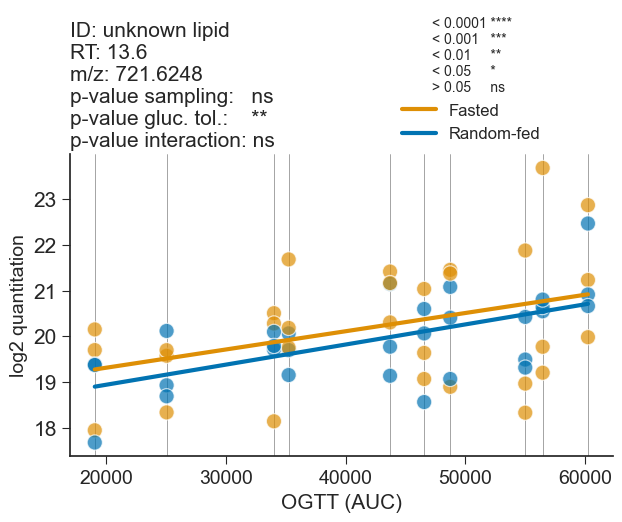 ID: unknown lipid
RT: 13.6
m/z: 721.6248
p-value sampling: ns
p-value gluc. tol.: **
p-value interaction: ns
< 0.0001 ****
< 0.001 ***
< 0.01 **
< 0.05 *
> 0.05 ns
Fasted
Random-fed
log2 quantitation
23
22
21
20
19
18
20000 30000 40000 50000 60000
OGTT (AUC)